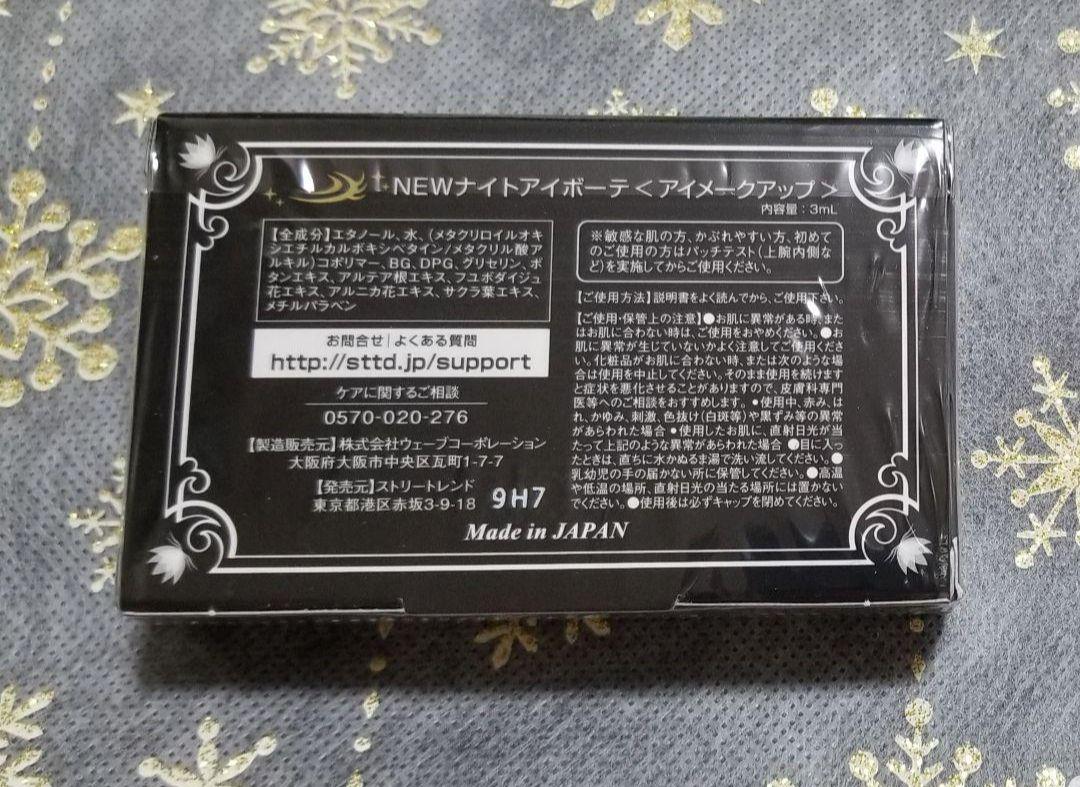 NEWナイトアイボーテ＜アイメークアップ＞
内容量：3mL
【全成分】エタノール、水、(メタクリロイルオキ
シエチルカルボキシベタイン/メタクリル酸ア
ルキル)コポリマー、BG、DPG、グリセリン、ボ
タンエキス、アルテア根エキス、フユボダイジュ
花エキス、アルニカ花エキス、サクラ葉エキス、
メチルパラベン
お問合せ|よくある質問
http://sttd.jp/support
ケアに関するご相談
0570-020-276
【製造販売元】株式会社ウェーブコーポレーション
大阪府大阪市中央区瓦町1-7-7
【発売元】ストリートレンド
東京都港区赤坂3-9-18
9H7
※敏感な肌の方、かぶれやすい方、初めて
のご使用の方はパッチテスト(上腕内側な
ど)を実施してからご使用ください。
【ご使用方法】説明書をよく読んでから、ご使用下さい。
【ご使用・保管上の注意】●お肌に異常がある時、また
はお肌に合わない時は、ご使用をおやめください。●お
肌に異常が生じていないかよく注意してご使用くださ
い。化粧品がお肌に合わない時、または次のような場
合は使用を中止してください。そのまま使用を続けます
と症状を悪化させることがありますので、皮膚科専門
医等へのご相談をおすすめします。●使用中、赤み、は
れ、かゆみ、刺激、色抜け(白斑等)や黒ずみ等の異常
があらわれた場合●使用したお肌に、直射日光が当
たって上記のような異常があらわれた場合 ●目に入っ
たときは、直ちに水かぬるま湯で洗い流してください。●
乳幼児の手の届かない所に保管してください。●高温
や低温の場所、直射日光の当たる場所には置かない
でください。●使用後は必ずキャップを閉めてください。
Made in JAPAN